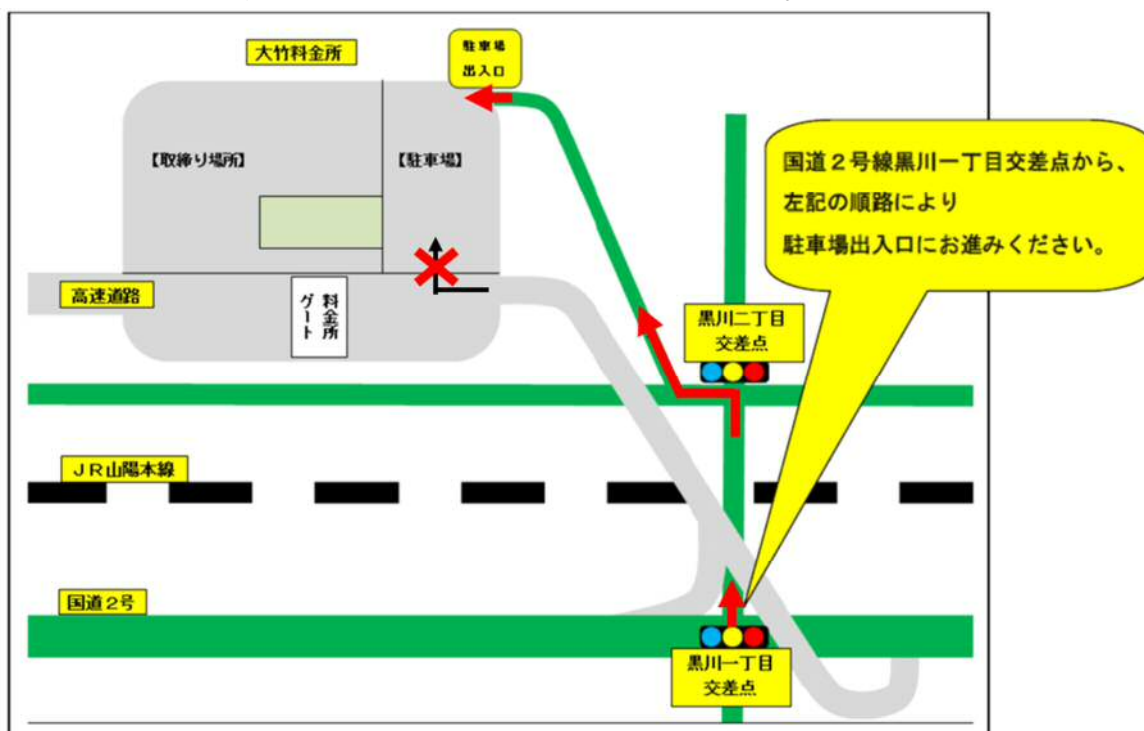 大竹料金所
駐車場
出入口
【取締り場所】
【駐車場】
国道２号線黒川一丁目交差点から、
左記の順路により
駐車場出入口にお進みください。
高速道路
料金所
ゲート
黒川二丁目
交差点
ＪＲ山陽本線
国道２号
黒川一丁目
交差点